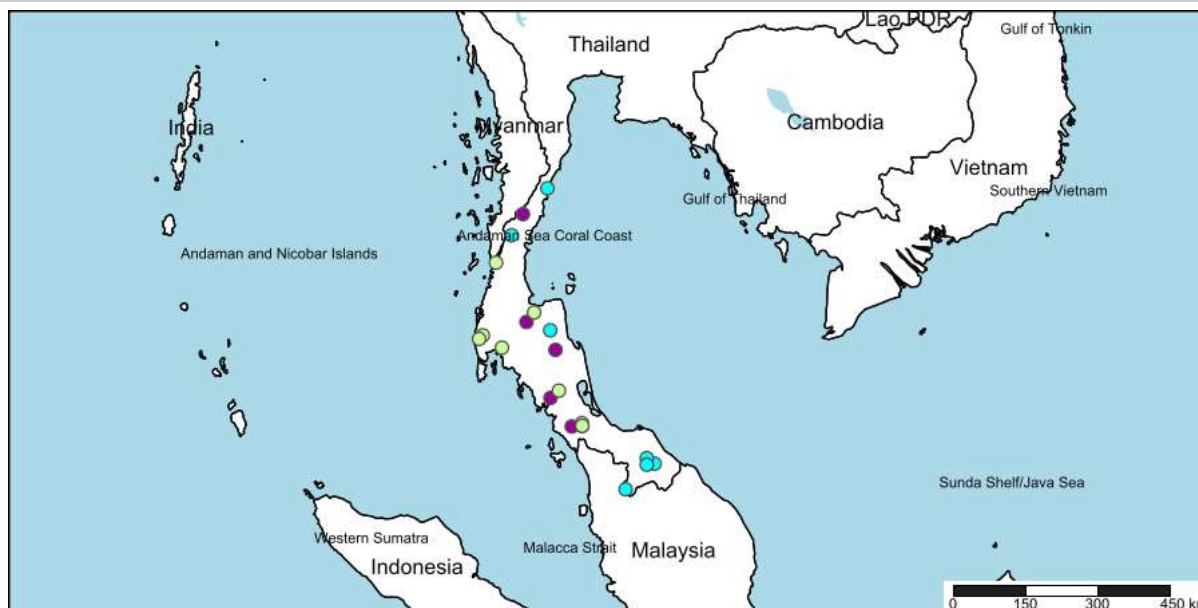 Lao PDR
Gulf of Tonkin
Thailand
India
Myanmar
Cambodia
Vietnam
Gulf of Thailand
Southern Vietnam
Andaman Sea Coral Coast
Andaman and Nicobar Islands
Sunda Shelf/Java Sea
Western Sumatra
Malacca Strait
Malaysia
Indonesia
0 150 300 450